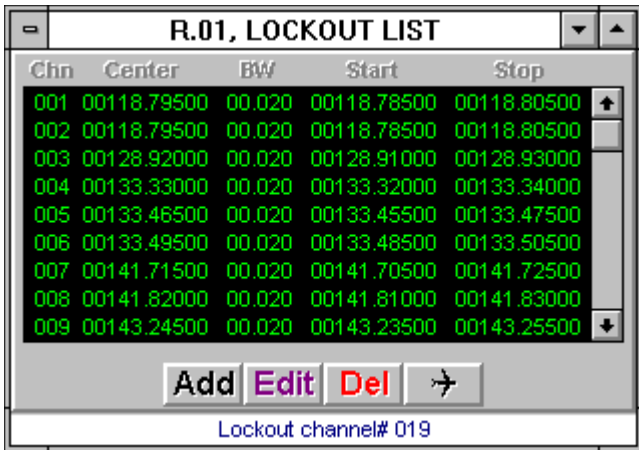 R.01, LOCKOUT LIST
Chn Center BW Start Stop
001 00118.79500 00.020 00118.78500 00118.80500
002 00118.79500 00.020 00118.78500 00118.80500
003 00128.92000 00.020 00128.91000 00128.93000
004 00133.33000 00.020 00133.32000 00133.34000
005 00133.46500 00.020 00133.45500 00133.47500
006 00133.49500 00.020 00133.48500 00133.50500
007 00141.71500 00.020 00141.70500 00141.72500
008 00141.82000 00.020 00141.81000 00141.83000
009 00143.24500 00.020 00143.23500 00143.25500
Add Edit Del
Lockout channel# 019